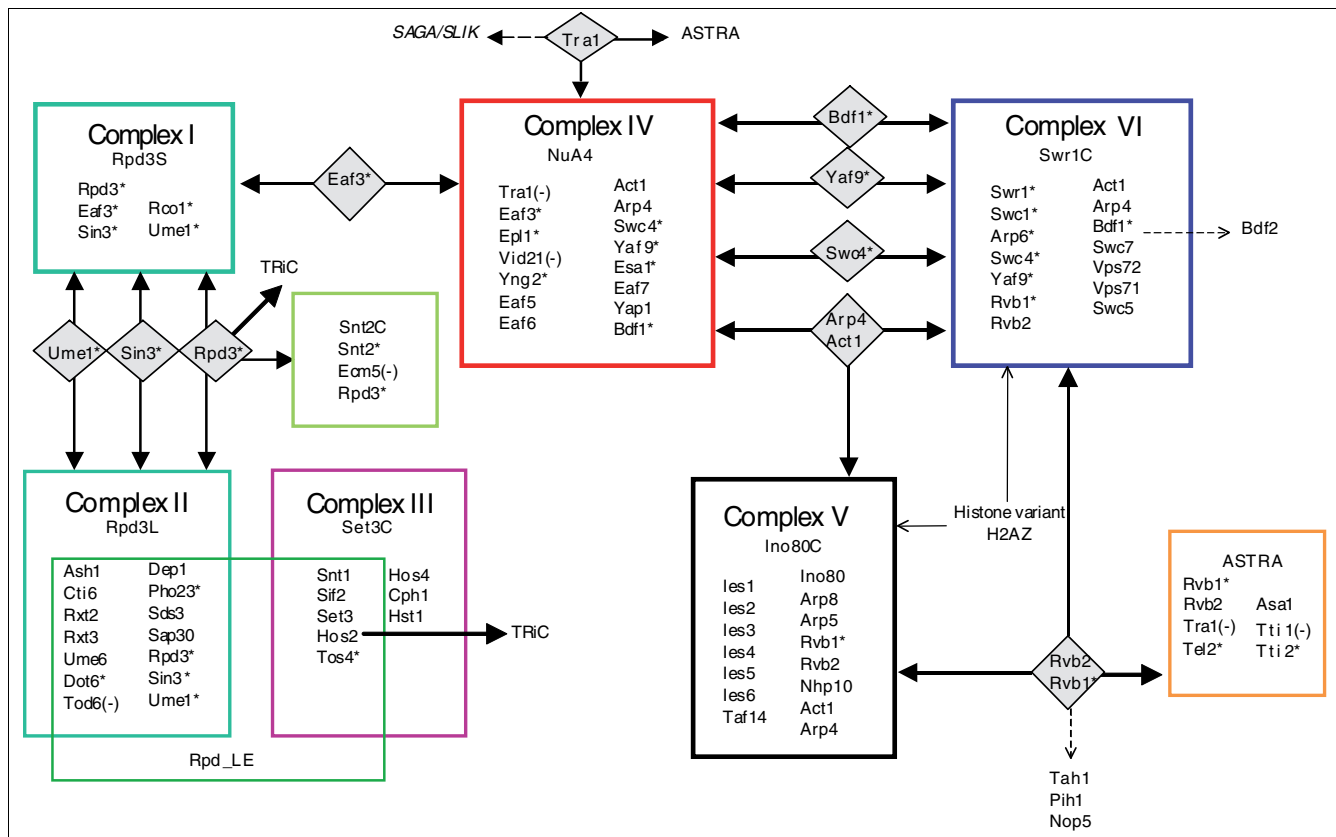 SAGA/SLIK
Tra1
ASTRA
Complex I
Rpd3S
Rpd3*
Eaf3*
Sin3*
Rco1*
Ume1*
Eaf3*
Complex IV
NuA4
Tra1(-)
Eaf3*
Epl1*
Vid21(-)
Yng2*
Eaf5
Eaf6
Act1
Arp4
Swc4*
Yaf9*
Esa1*
Eaf7
Yap1
Bdf1*
Bdf1*
Yaf9*
Swc4*
Arp4
Act1
Complex VI
Swr1C
Swr1*
Swc1*
Arp6*
Swc4*
Yaf9*
Rvb1*
Rvb2
Act1
Arp4
Bdf1*
Swc7
Vps72
Vps71
Swc5
Bdf2
TRiC
Ume1*
Sin3*
Rpd3*
Snt2C
Snt2*
Ecm5(-)
Rpd3*
Complex II
Rpd3L
Ash1
Cti6
Rxt2
Rxt3
Ume6
Dot6*
Tod6(-)
Dep1
Pho23*
Sds3
Sap30
Rpd3*
Sin3*
Ume1*
Complex III
Set3C
Snt1
Sif2
Set3
Hos2
Tos4*
Hos4
Cph1
Hst1
TRiC
Rpd_LE
Complex V
Ino80C
Ies1
Ies2
Ies3
Ies4
Ies5
Ies6
Taf14
Ino80
Arp8
Arp5
Rvb1*
Rvb2
Nhp10
Act1
Arp4
Histone variant
H2AZ
Rvb2
Rvb1*
ASTRA
Rvb1*
Rvb2
Tra1(-)
Tel2*
Asa1
Tti1(-)
Tti2*
Tah1
Pih1
Nop5